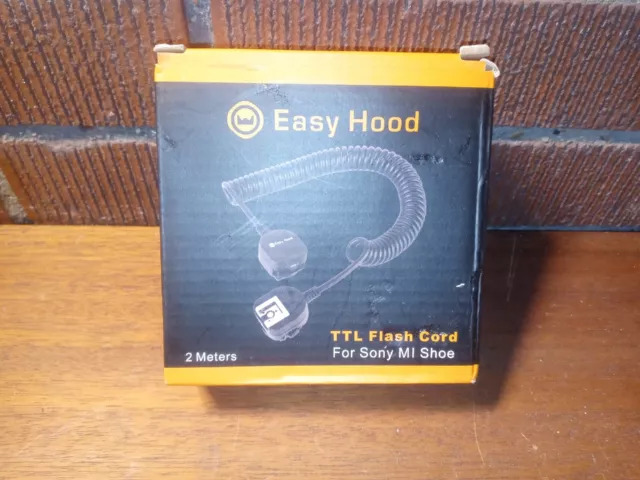 Easy Hood
TTL Flash Cord
2 Meters
For Sony MI Shoe